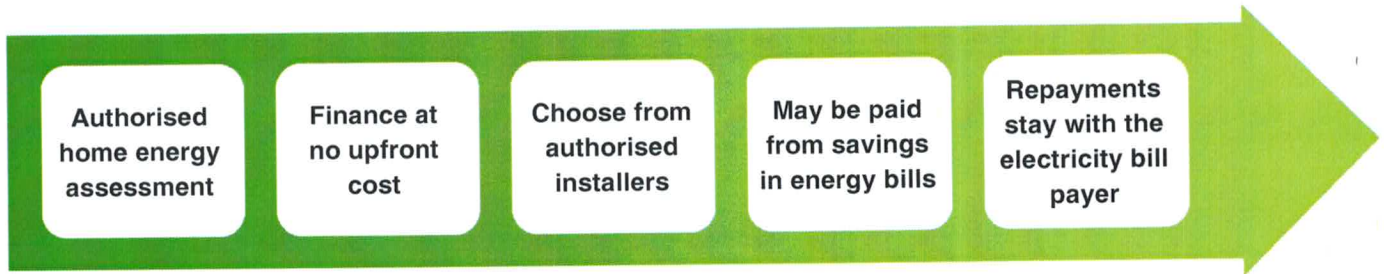 Authorised
home energy
assessment
Finance at
no upfront
cost
Choose from
authorised
installers
May be paid
from savings
in energy bills
Repayments
stay with the
electricity bill
payer